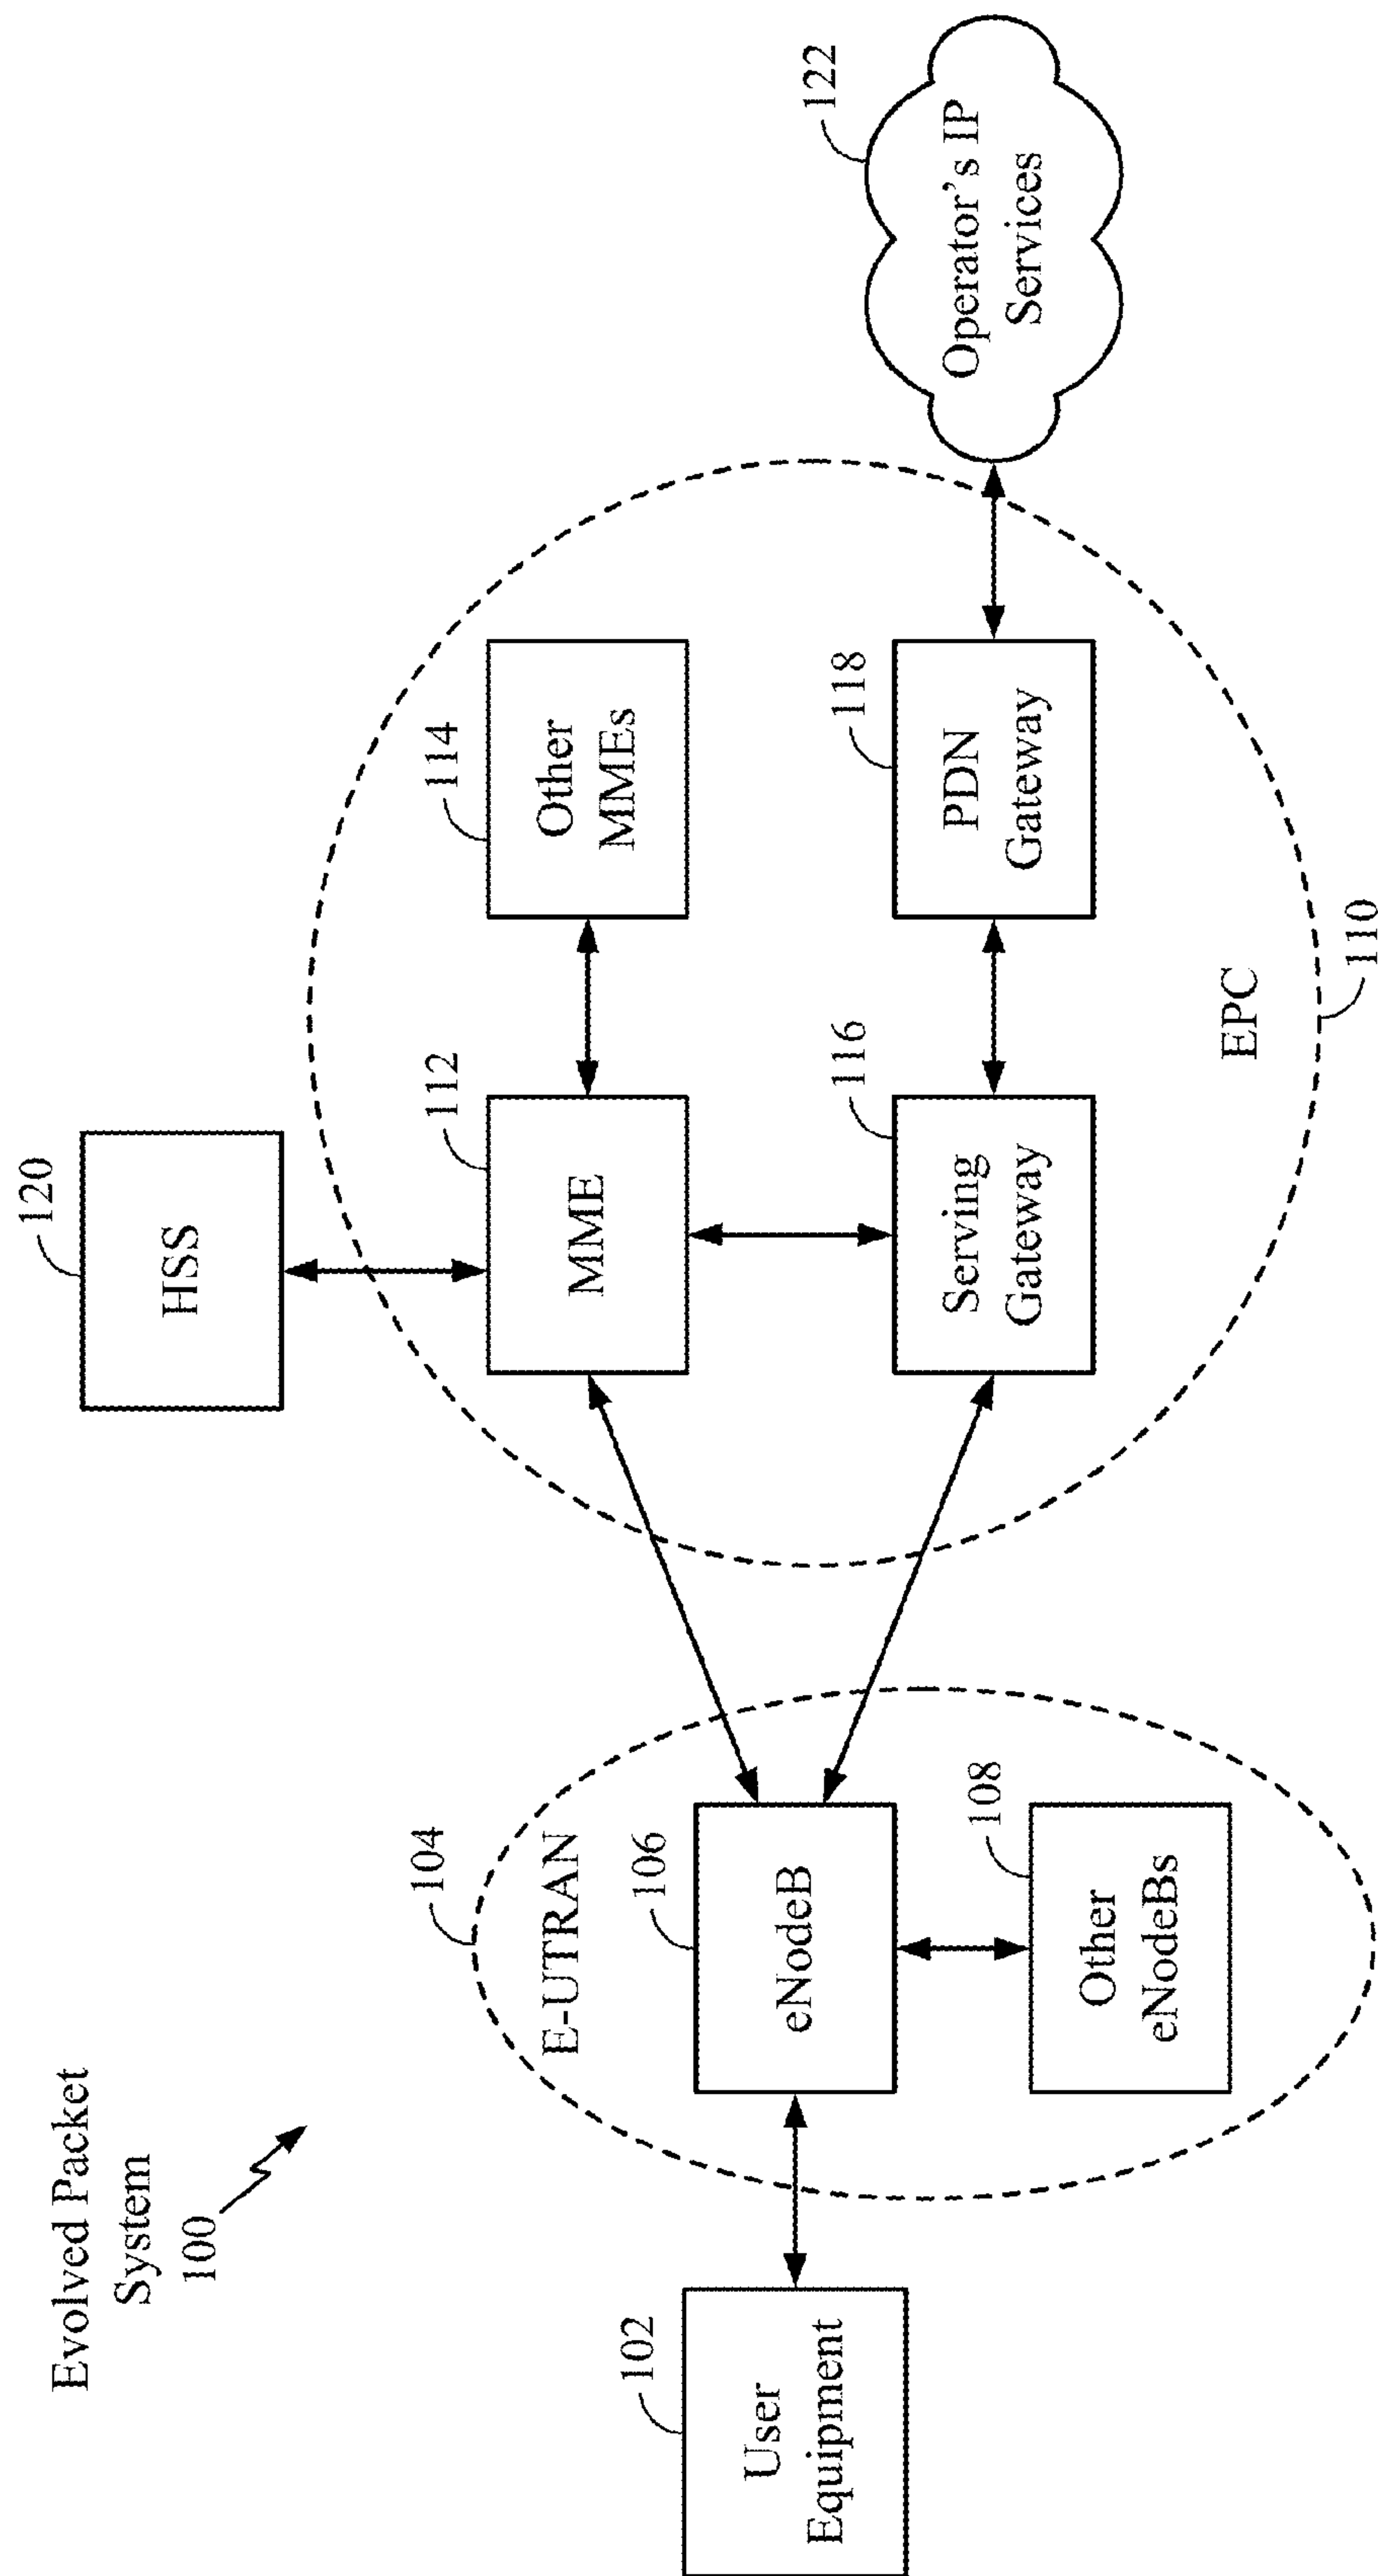 Evolved Packet
System
100
120
HSS
104
E-UTRAN
102
User
Equipment
106
eNodeB
108
Other
eNodeBs
112
MME
114
Other
MMEs
116
Serving
Gateway
118
PDN
Gateway
EPC
110
122
Operator's IP
Services